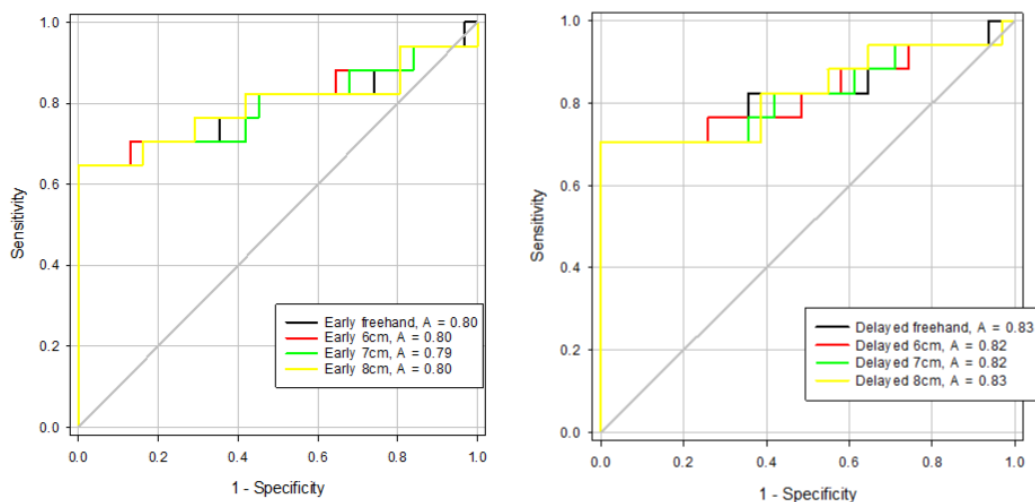 1.0
0.8
0.6
0.4
0.2
0.0
Sensitivity
Early freehand, A = 0.80
Early 6cm, A = 0.80
Early 7cm, A = 0.79
Early 8cm, A = 0.80
0.0 0.2 0.4 0.6 0.8 1.0
1 - Specificity
1.0
0.8
0.6
0.4
0.2
0.0
Sensitivity
Delayed freehand, A = 0.83
Delayed 6cm, A = 0.82
Delayed 7cm, A = 0.82
Delayed 8cm, A = 0.83
0.0 0.2 0.4 0.6 0.8 1.0
1 - Specificity